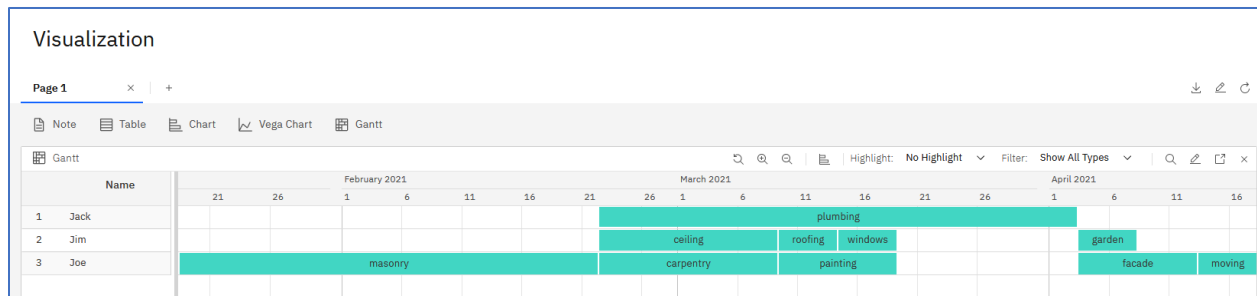 Visualization
Page 1 × +
Note Table Chart Vega Chart Gantt
Gantt Highlight: No Highlight Filter: Show All Types ×
Name February 2021 March 2021 April 2021
21 26 1 6 11 16 21 26 1 6 11 16 21 26 1 6 11 16
1 Jack plumbing
2 Jim ceiling roofing windows garden
3 Joe masonry carpentry painting facade moving